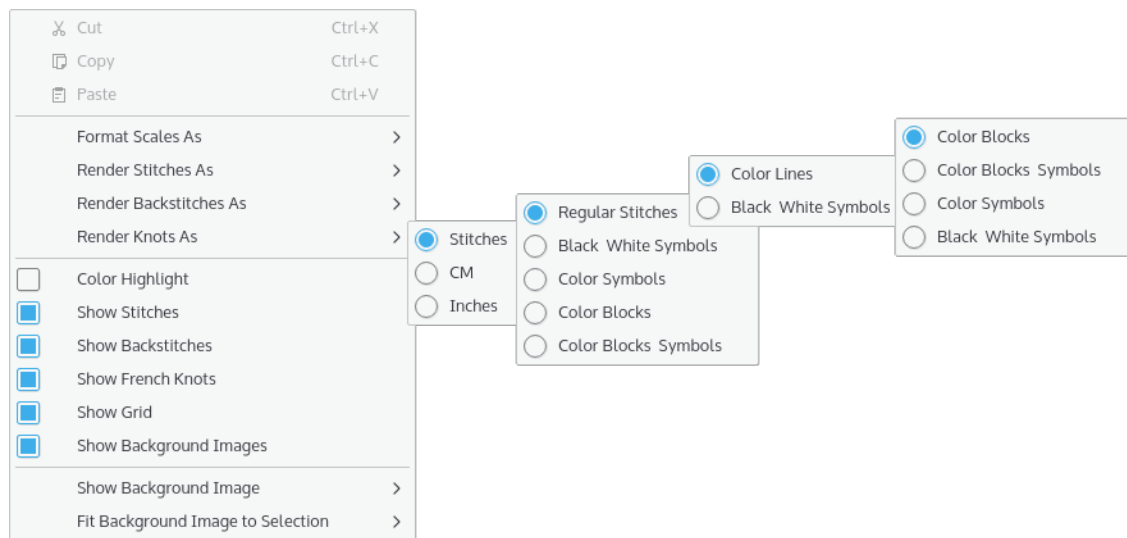 Cut Ctrl+X
Copy Ctrl+C
Paste Ctrl+V
Format Scales As
Render Stitches As
Render Backstitches As
Render Knots As
Color Highlight
Show Stitches
Show Backstitches
Show French Knots
Show Grid
Show Background Images
Show Background Image
Fit Background Image to Selection
Stitches
CM
Inches
Regular Stitches
Black White Symbols
Color Symbols
Color Blocks
Color Blocks Symbols
Color Lines
Black White Symbols
Color Blocks
Color Blocks Symbols
Color Symbols
Black White Symbols